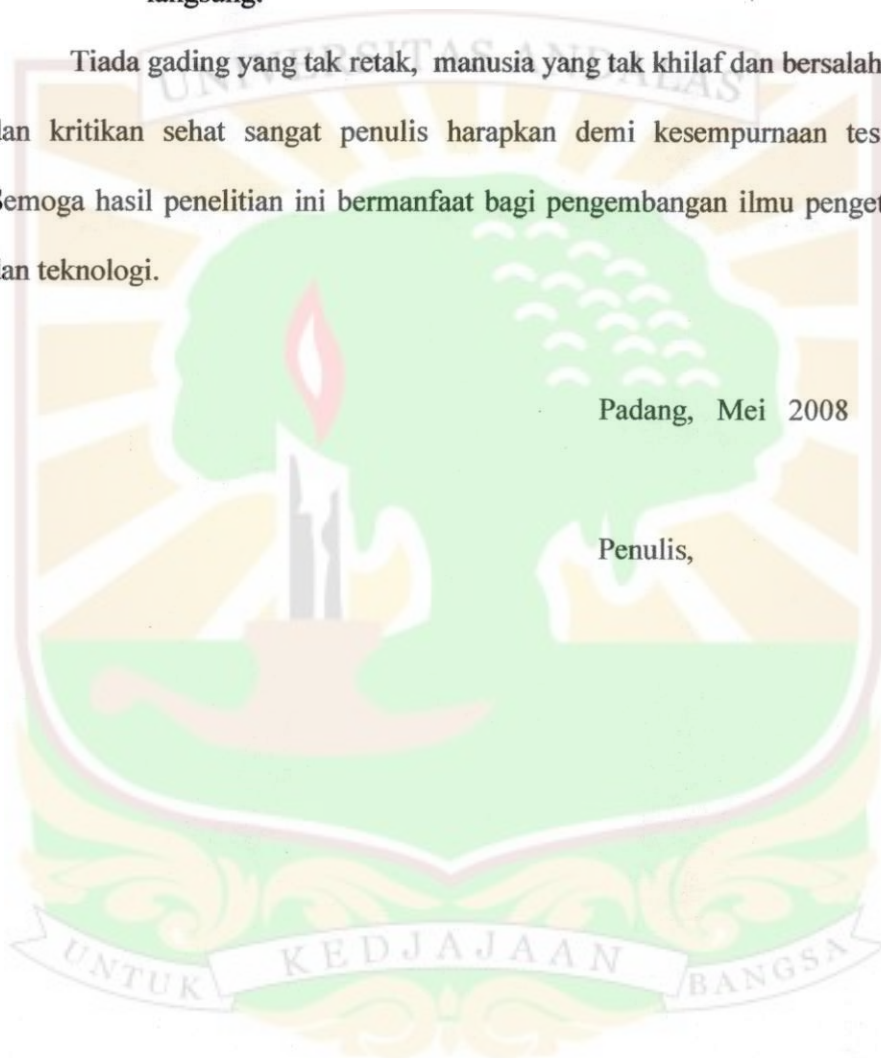 langsung.
Tiada gading yang tak retak, manusia yang tak khilaf dan bersalah
dan kritikan sehat sangat penulis harapkan demi kesempurnaan tes
Semoga hasil penelitian ini bermanfaat bagi pengembangan ilmu penget
dan teknologi.
Padang, Mei 2008
Penulis,
UNIVERSITAS ANDALAS
UNTUK KEDJAJAAN BANGSA